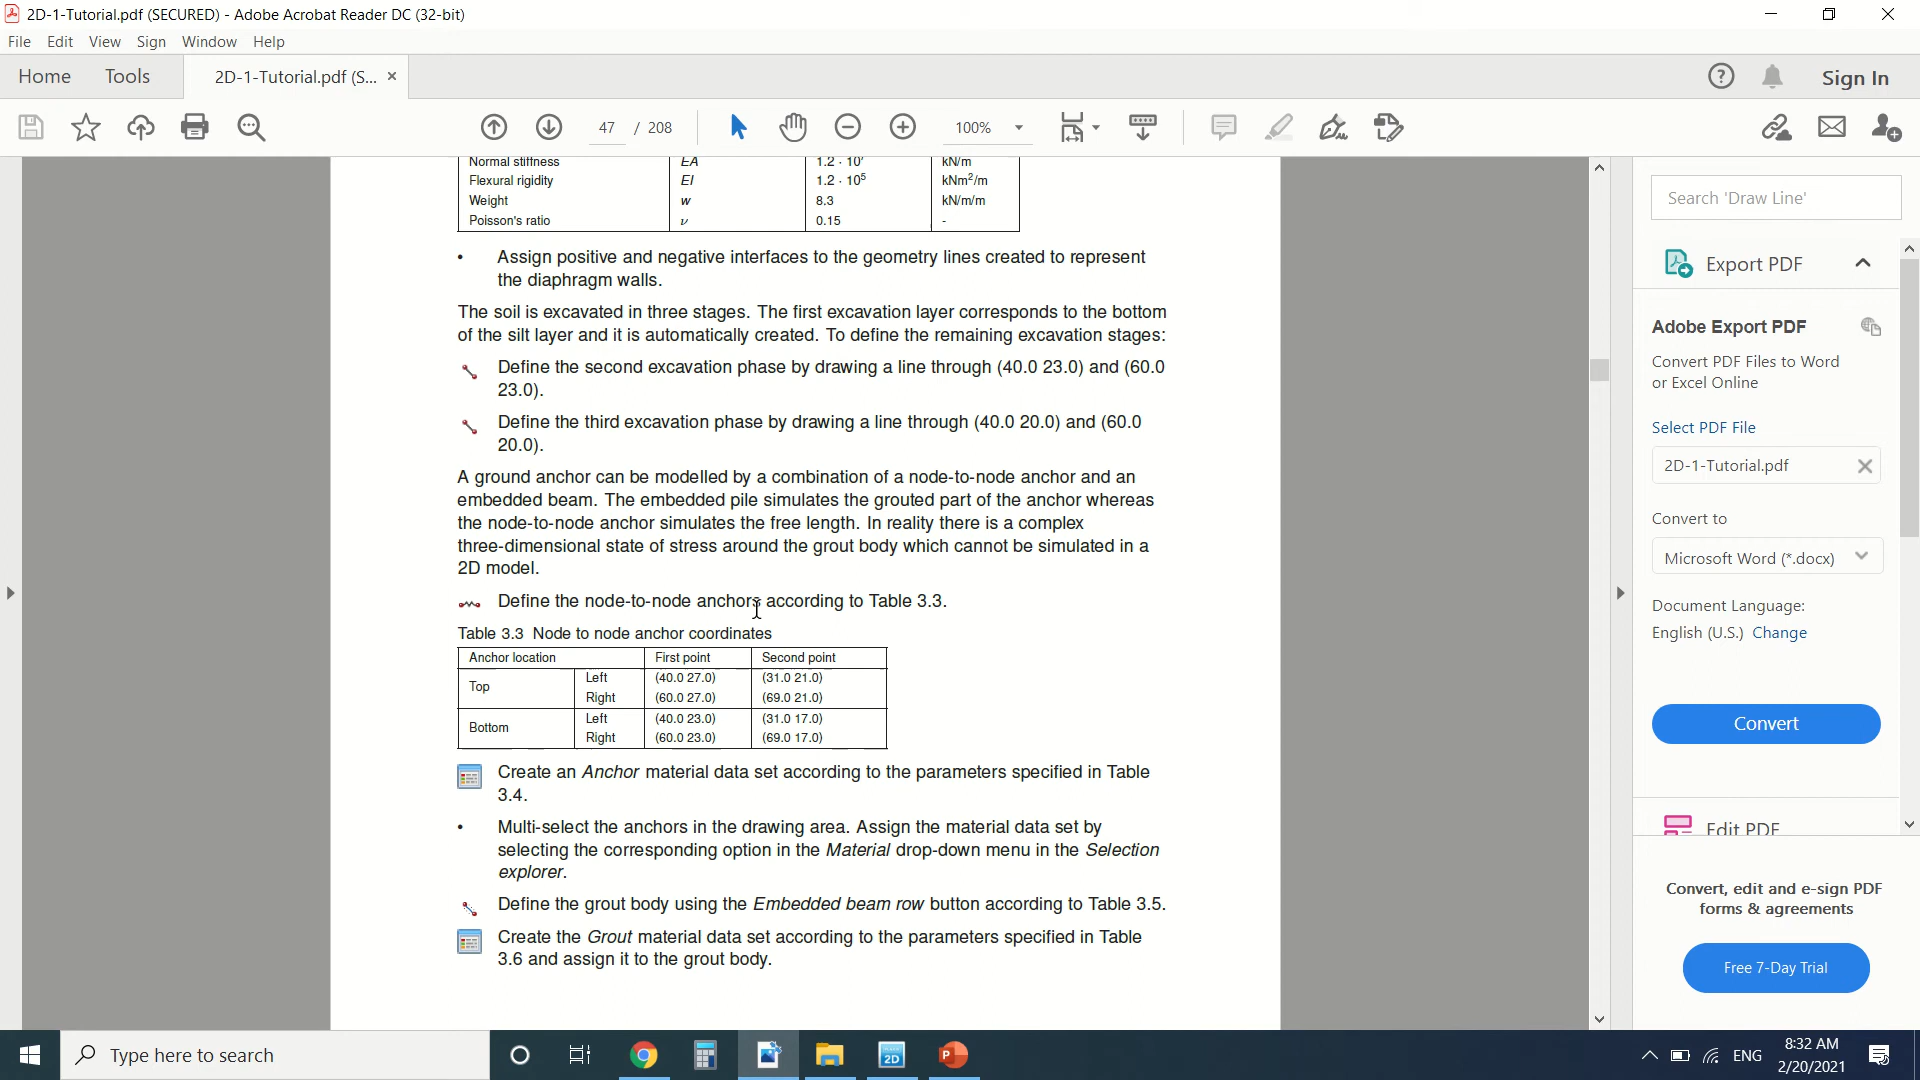 2D-1-Tutorial.pdf (SECURED) - Adobe Acrobat Reader DC (32-bit)
File Edit View Sign Window Help
Home Tools 2D-1-Tutorial.pdf (S... × Sign In
47 / 208 100%
Normal stiffness EA 1.2 · 10⁷ kN/m
Flexural rigidity EI 1.2 · 10⁵ kNm²/m
Weight w 8.3 kN/m/m
Poisson's ratio ν 0.15 -
• Assign positive and negative interfaces to the geometry lines created to represent
the diaphragm walls.
The soil is excavated in three stages. The first excavation layer corresponds to the bottom
of the silt layer and it is automatically created. To define the remaining excavation stages:
Define the second excavation phase by drawing a line through (40.0 23.0) and (60.0
23.0).
Define the third excavation phase by drawing a line through (40.0 20.0) and (60.0
20.0).
A ground anchor can be modelled by a combination of a node-to-node anchor and an
embedded beam. The embedded pile simulates the grouted part of the anchor whereas
the node-to-node anchor simulates the free length. In reality there is a complex
three-dimensional state of stress around the grout body which cannot be simulated in a
2D model.
Define the node-to-node anchors according to Table 3.3.
Table 3.3 Node to node anchor coordinates
Anchor location First point Second point
Top Left (40.0 27.0) (31.0 21.0)
Right (60.0 27.0) (69.0 21.0)
Bottom Left (40.0 23.0) (31.0 17.0)
Right (60.0 23.0) (69.0 17.0)
Create an Anchor material data set according to the parameters specified in Table
3.4.
• Multi-select the anchors in the drawing area. Assign the material data set by
selecting the corresponding option in the Material drop-down menu in the Selection
explorer.
Define the grout body using the Embedded beam row button according to Table 3.5.
Create the Grout material data set according to the parameters specified in Table
3.6 and assign it to the grout body.
Search 'Draw Line'
Export PDF
Adobe Export PDF
Convert PDF Files to Word
or Excel Online
Select PDF File
2D-1-Tutorial.pdf
Convert to
Microsoft Word (*.docx)
Document Language:
English (U.S.) Change
Convert
Edit PDF
Convert, edit and e-sign PDF
forms & agreements
Free 7-Day Trial
Type here to search
2D
P
ENG
8:32 AM
2/20/2021